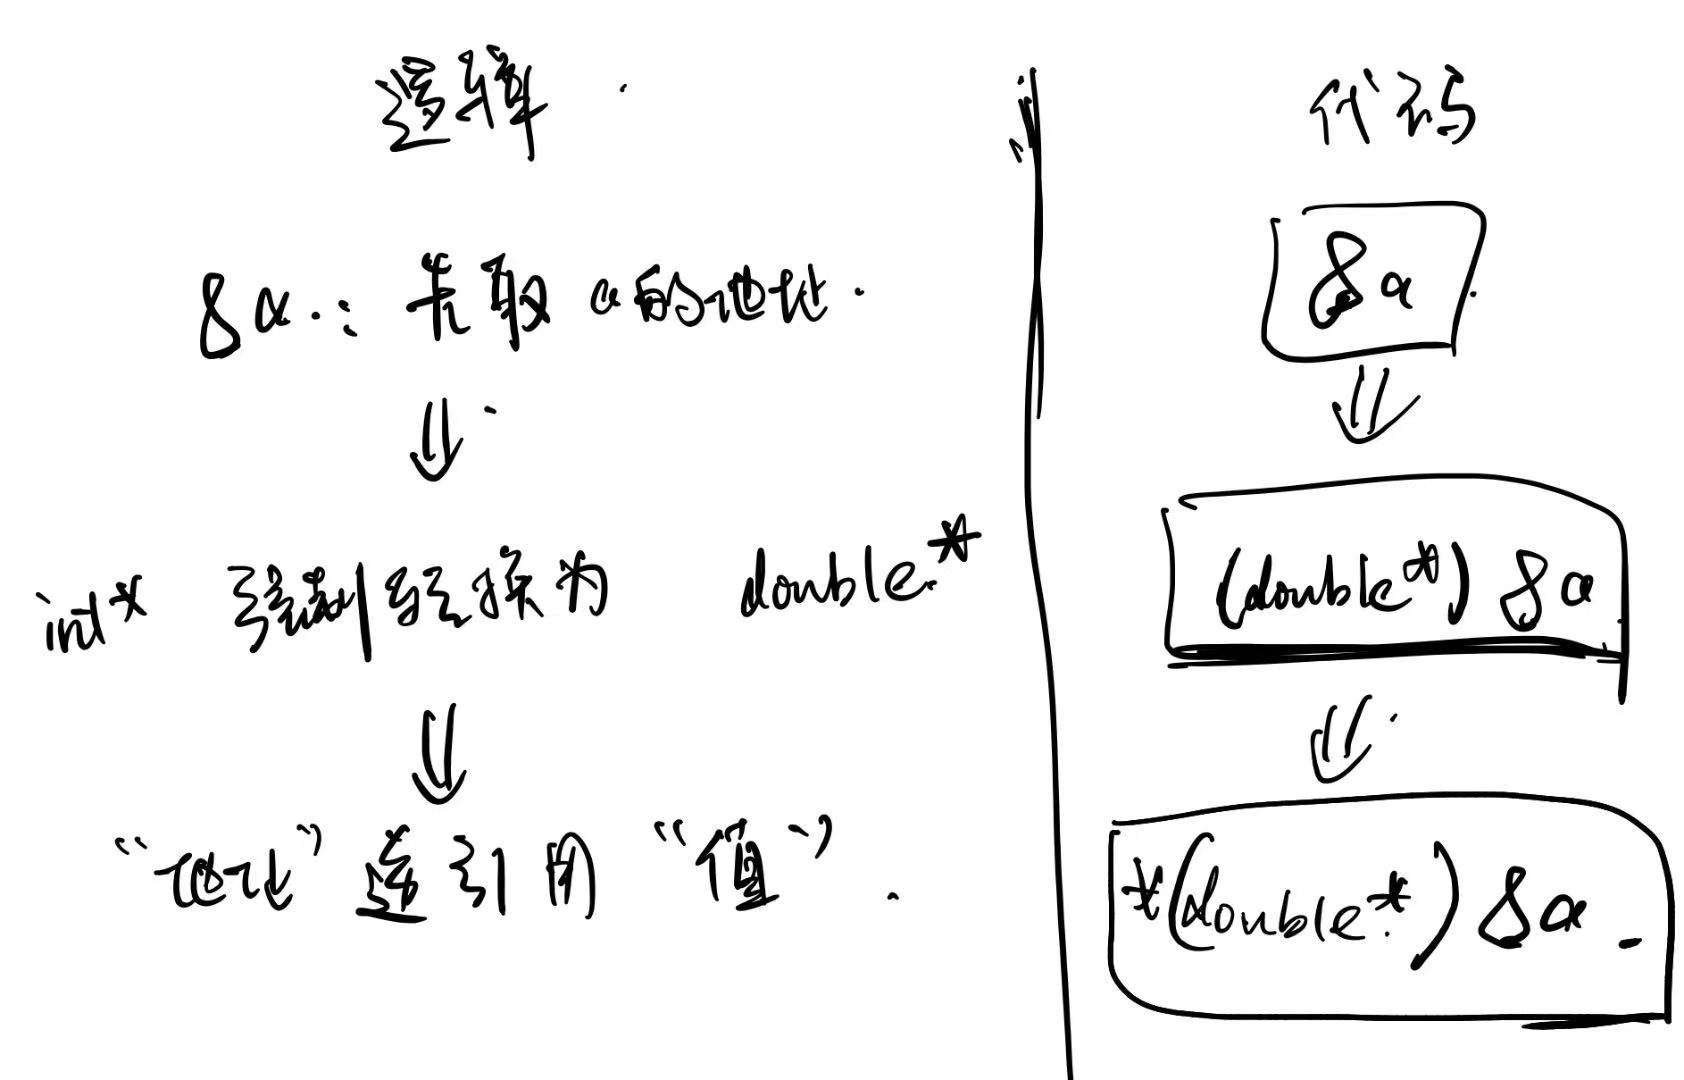 逻辑
&a: 先取a的地址.
int* 强制转换为 double*
“地址” 引用 “值”.
代码
&a
(double*) &a
*(double*) &a